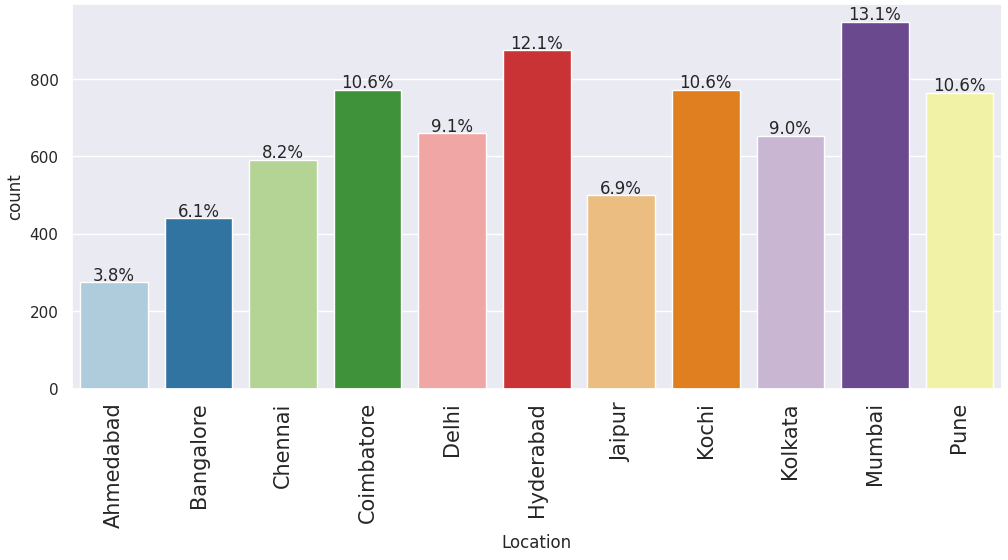 13.1%
12.1%
10.6%
10.6%
10.6%
9.1%
9.0%
8.2%
6.9%
6.1%
3.8%
800
600
400
200
0
count
Ahmedabad
Bangalore
Chennai
Coimbatore
Delhi
Hyderabad
Jaipur
Kochi
Kolkata
Mumbai
Pune
Location